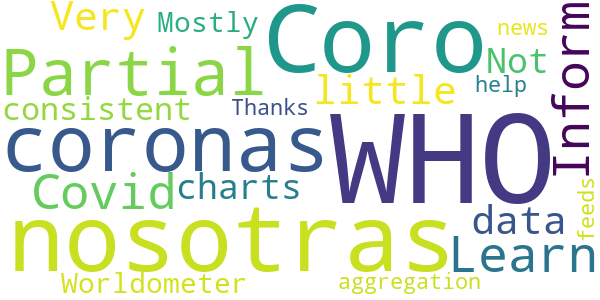 Very Mostly Coro news
Partial little Not Inform
consistent Thanks help
coronas WHO
Covid charts feeds
nosotras data
Worldometer aggregation Learn